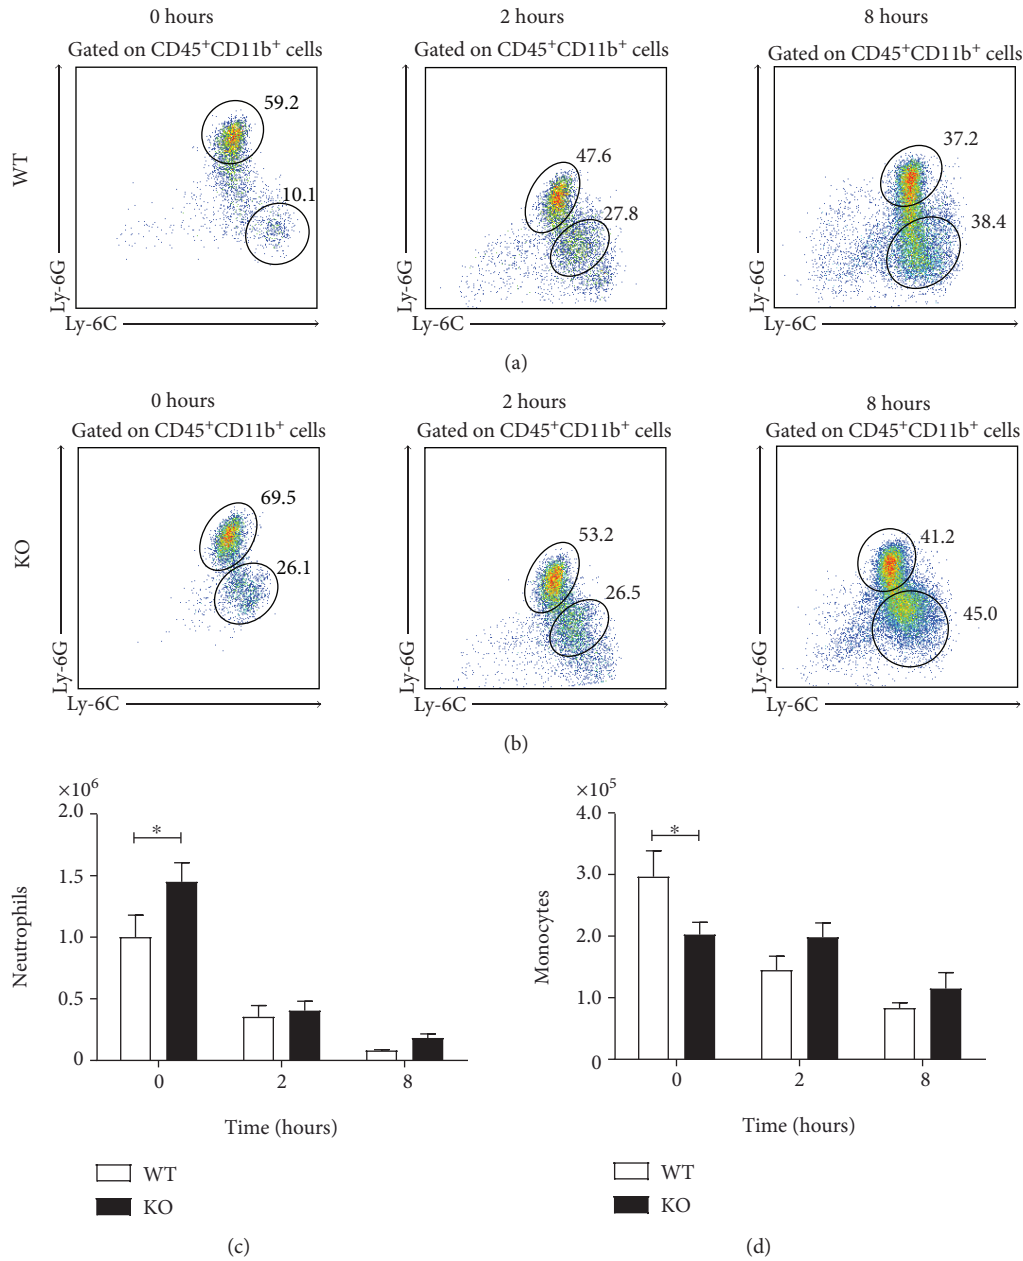 0 hours 2 hours 8 hours
Gated on CD45⁺CD11b⁺ cells Gated on CD45⁺CD11b⁺ cells Gated on CD45⁺CD11b⁺ cells
WT
Ly-6G 59.2 10.1 Ly-6G 47.6 27.8 Ly-6G 37.2 38.4
Ly-6C Ly-6C Ly-6C
(a)
0 hours 2 hours 8 hours
Gated on CD45⁺CD11b⁺ cells Gated on CD45⁺CD11b⁺ cells Gated on CD45⁺CD11b⁺ cells
KO
Ly-6G 69.5 26.1 Ly-6G 53.2 26.5 Ly-6G 41.2 45.0
Ly-6C Ly-6C Ly-6C
(b)
×10⁶
2.0
1.5
1.0
0.5
0
Neutrophils
*
0 2 8
Time (hours)
WT
KO
(c)
×10⁵
4.0
3.0
2.0
1.0
0
Monocytes
*
0 2 8
Time (hours)
WT
KO
(d)